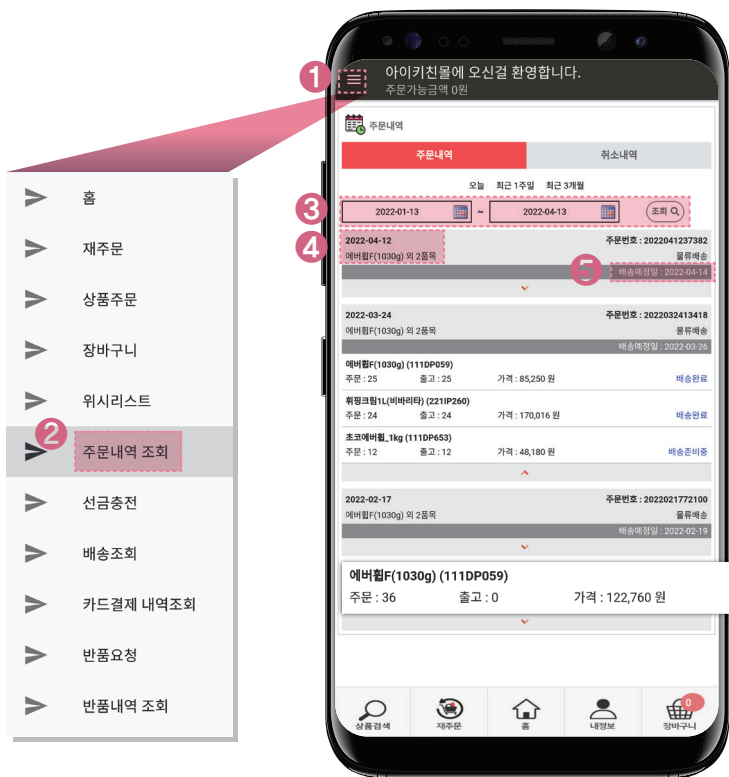 1
아이키친몰에 오신걸 환영합니다.
주문가능금액 0원
홈
재주문
상품주문
장바구니
위시리스트
2
주문내역 조회
선금충전
배송조회
카드결제 내역조회
반품요청
반품내역 조회
주문내역
주문내역 취소내역
오늘 최근 1주일 최근 3개월
3
2022-01-13 ~ 2022-04-13 조회
4
2022-04-12 주문번호 : 2022041237382
에버휩F(1030g) 외 2품목 물류배송
5
배송예정일 : 2022-04-14
2022-03-24 주문번호 : 2022032413418
에버휩F(1030g) 외 2품목 물류배송
배송예정일 : 2022-03-26
에버휩F(1030g) (111DP059)
주문 : 25 출고 : 25 가격 : 85,250 원 배송완료
휘핑크림1L(비바리타) (221IP260)
주문 : 24 출고 : 24 가격 : 170,016 원 배송완료
초코에버휩_1kg (111DP653)
주문 : 12 출고 : 12 가격 : 48,180 원 배송준비중
2022-02-17 주문번호 : 2022021772100
에버휩F(1030g) 외 2품목 물류배송
배송예정일 : 2022-02-19
에버휩F(1030g) (111DP059)
주문 : 36 출고 : 0 가격 : 122,760 원
상품검색
재주문
홈
내정보
0
장바구니